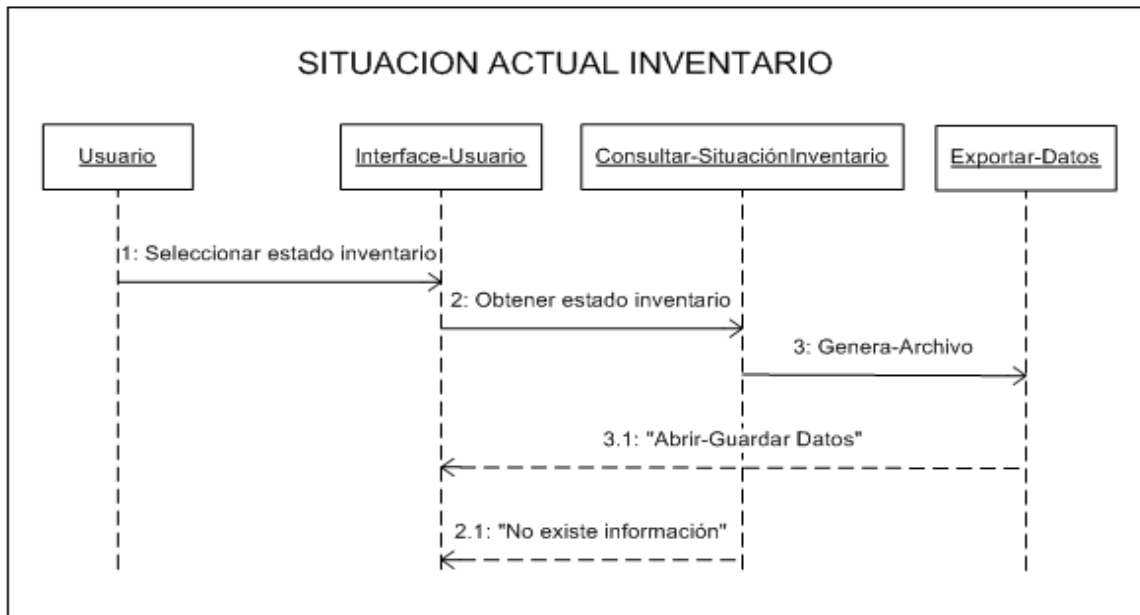 SITUACION ACTUAL INVENTARIO
Usuario
Interface-Usuario
Consultar-SituaciónInventario
Exportar-Datos
1: Seleccionar estado inventario
2: Obtener estado inventario
3: Genera-Archivo
3.1: "Abrir-Guardar Datos"
2.1: "No existe información"